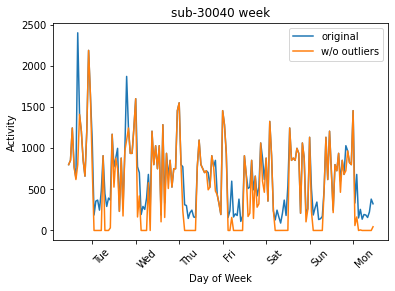 sub-30040 week
original
w/o outliers
Activity
2500
2000
1500
1000
500
0
Tue
Wed
Thu
Fri
Sat
Sun
Mon
Day of Week